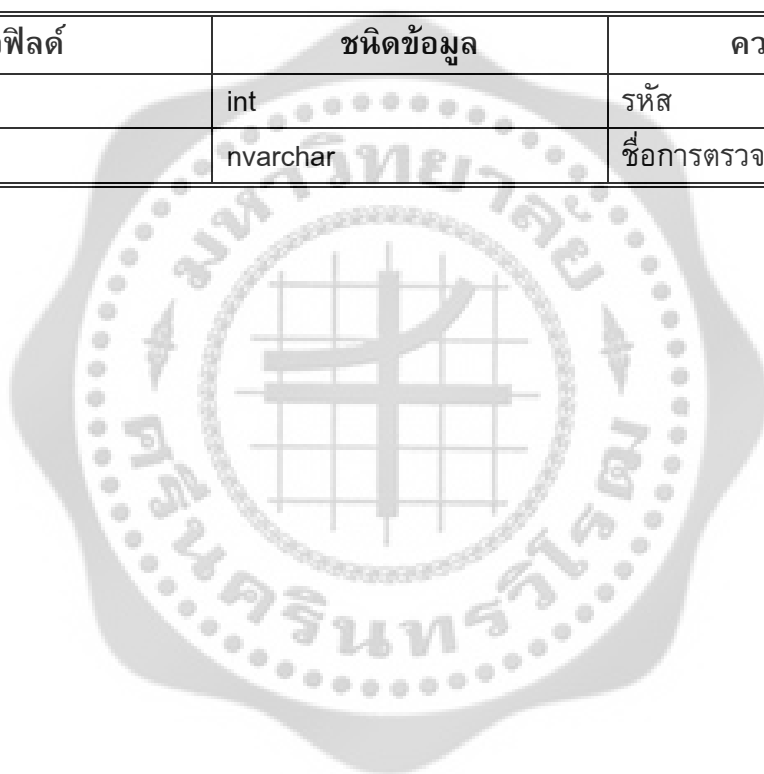 ฟิลด์ ชนิดข้อมูล คว
int รหัส
nvarchar ชื่อการตรวจ
มหาวิทยาลัย
ศรีนครินทรวิโรฒ